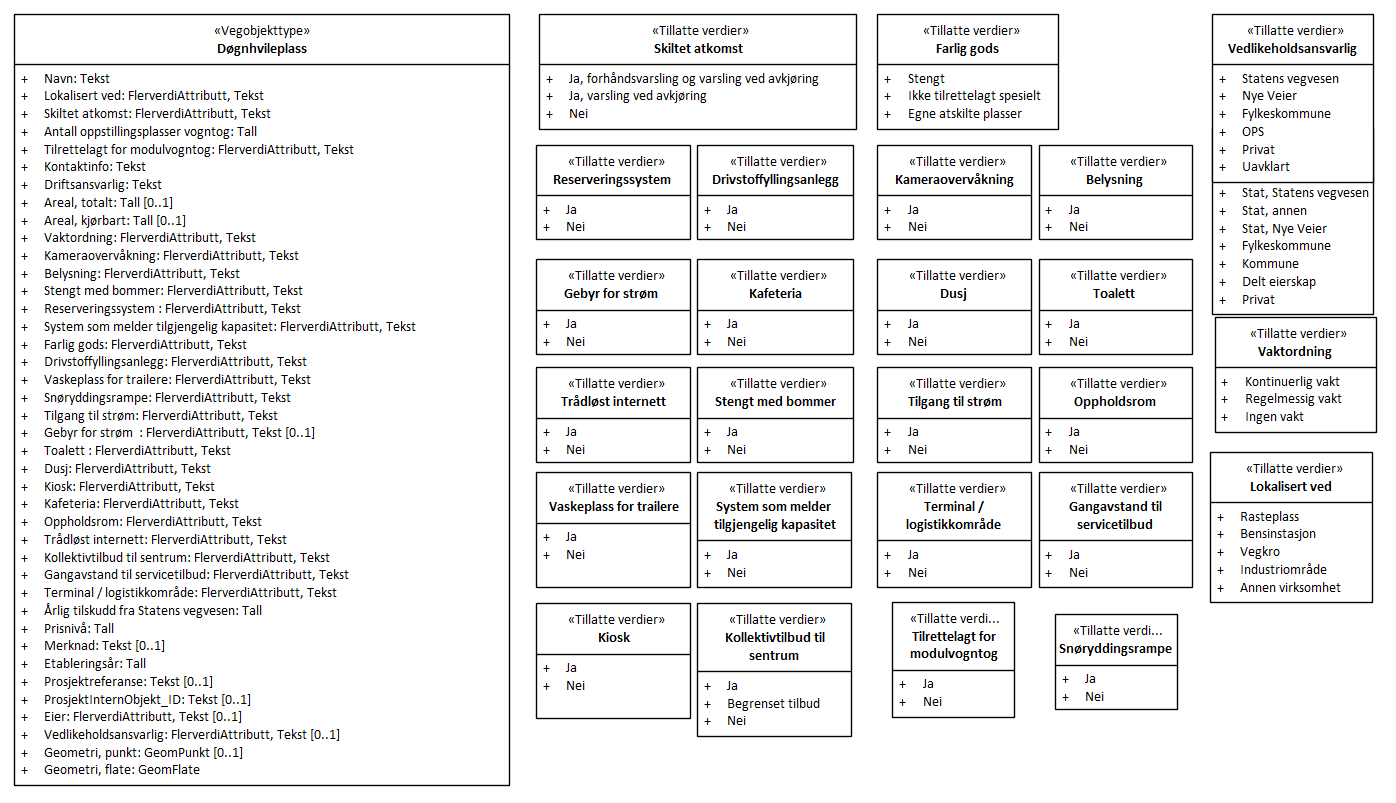 «Vegobjekttype»
Døgnhvileplass
+ Navn: Tekst
+ Lokalisert ved: FlerverdiAttributt, Tekst
+ Skiltet atkomst: FlerverdiAttributt, Tekst
+ Antall oppstillingsplasser vogntog: Tall
+ Tilrettelagt for modulvogntog: FlerverdiAttributt, Tekst
+ Kontaktinfo: Tekst
+ Driftsansvarlig: Tekst
+ Areal, totalt: Tall [0..1]
+ Areal, kjørbart: Tall [0..1]
+ Vaktordning: FlerverdiAttributt, Tekst
+ Kameraovervåkning: FlerverdiAttributt, Tekst
+ Belysning: FlerverdiAttributt, Tekst
+ Stengt med bommer: FlerverdiAttributt, Tekst
+ Reserveringssystem : FlerverdiAttributt, Tekst
+ System som melder tilgjengelig kapasitet: FlerverdiAttributt, Tekst
+ Farlig gods: FlerverdiAttributt, Tekst
+ Drivstoffyllingsanlegg: FlerverdiAttributt, Tekst
+ Vaskeplass for trailere: FlerverdiAttributt, Tekst
+ Snøryddingsrampe: FlerverdiAttributt, Tekst
+ Tilgang til strøm: FlerverdiAttributt, Tekst
+ Gebyr for strøm : FlerverdiAttributt, Tekst [0..1]
+ Toalett : FlerverdiAttributt, Tekst
+ Dusj: FlerverdiAttributt, Tekst
+ Kiosk: FlerverdiAttributt, Tekst
+ Kafeteria: FlerverdiAttributt, Tekst
+ Oppholdsrom: FlerverdiAttributt, Tekst
+ Trådløst internett: FlerverdiAttributt, Tekst
+ Kollektivtilbud til sentrum: FlerverdiAttributt, Tekst
+ Gangavstand til servicetilbud: FlerverdiAttributt, Tekst
+ Terminal / logistikkområde: FlerverdiAttributt, Tekst
+ Årlig tilskudd fra Statens vegvesen: Tall
+ Prisnivå: Tall
+ Merknad: Tekst [0..1]
+ Etableringsår: Tall
+ Prosjektreferanse: Tekst [0..1]
+ ProsjektInternObjekt_ID: Tekst [0..1]
+ Eier: FlerverdiAttributt, Tekst [0..1]
+ Vedlikeholdsansvarlig: FlerverdiAttributt, Tekst [0..1]
+ Geometri, punkt: GeomPunkt [0..1]
+ Geometri, flate: GeomFlate
«Tillatte verdier»
Skiltet atkomst
+ Ja, forhåndsvarsling og varsling ved avkjøring
+ Ja, varsling ved avkjøring
+ Nei
«Tillatte verdier»
Farlig gods
+ Stengt
+ Ikke tilrettelagt spesielt
+ Egne atskilte plasser
«Tillatte verdier»
Vedlikeholdsansvarlig
+ Statens vegvesen
+ Nye Veier
+ Fylkeskommune
+ OPS
+ Privat
+ Uavklart
+ Stat, Statens vegvesen
+ Stat, annen
+ Stat, Nye Veier
+ Fylkeskommune
+ Kommune
+ Delt eierskap
+ Privat
«Tillatte verdier»
Reserveringssystem
+ Ja
+ Nei
«Tillatte verdier»
Drivstoffyllingsanlegg
+ Ja
+ Nei
«Tillatte verdier»
Kameraovervåkning
+ Ja
+ Nei
«Tillatte verdier»
Belysning
+ Ja
+ Nei
«Tillatte verdier»
Gebyr for strøm
+ Ja
+ Nei
«Tillatte verdier»
Kafeteria
+ Ja
+ Nei
«Tillatte verdier»
Dusj
+ Ja
+ Nei
«Tillatte verdier»
Toalett
+ Ja
+ Nei
«Tillatte verdier»
Vaktordning
+ Kontinuerlig vakt
+ Regelmessig vakt
+ Ingen vakt
«Tillatte verdier»
Trådløst internett
+ Ja
+ Nei
«Tillatte verdier»
Stengt med bommer
+ Ja
+ Nei
«Tillatte verdier»
Tilgang til strøm
+ Ja
+ Nei
«Tillatte verdier»
Oppholdsrom
+ Ja
+ Nei
«Tillatte verdier»
Lokalisert ved
+ Rasteplass
+ Bensinstasjon
+ Vegkro
+ Industriområde
+ Annen virksomhet
«Tillatte verdier»
Vaskeplass for trailere
+ Ja
+ Nei
«Tillatte verdier»
System som melder
tilgjengelig kapasitet
+ Ja
+ Nei
«Tillatte verdier»
Terminal /
logistikkområde
+ Ja
+ Nei
«Tillatte verdier»
Gangavstand til
servicetilbud
+ Ja
+ Nei
«Tillatte verdier»
Kiosk
+ Ja
+ Nei
«Tillatte verdier»
Kollektivtilbud til
sentrum
+ Ja
+ Begrenset tilbud
+ Nei
«Tillatte verdi...
Tilrettelagt for
modulvogntog
+ Ja
+ Nei
«Tillatte verdi...
Snøryddingsrampe
+ Ja
+ Nei